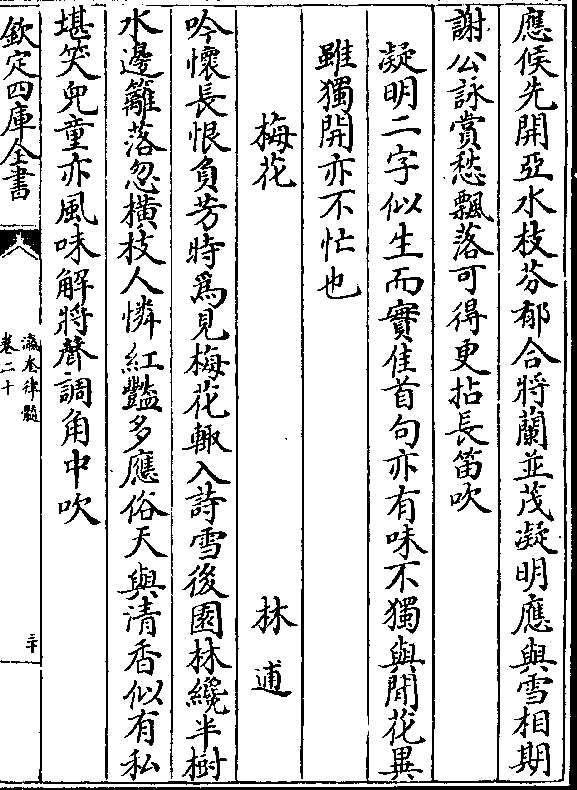 應候先開亞水枝芬郁合將蘭並茂凝明應與雪相期
謝公詠賞愁飄落可得更拈長笛吹
凝明二字似生而實佳首句亦有味不獨與閒花異
雖獨開亦不忙也
梅花　林逋
吟懷長恨負芳時爲見梅花輙入詩雪後園林纔半樹
水邊籬落忽橫枝人憐紅豔多應俗天與清香似有私
堪笑兒童亦風味解將聲調角中吹
欽定四庫全書
瀛奎律髓
卷二十
二十